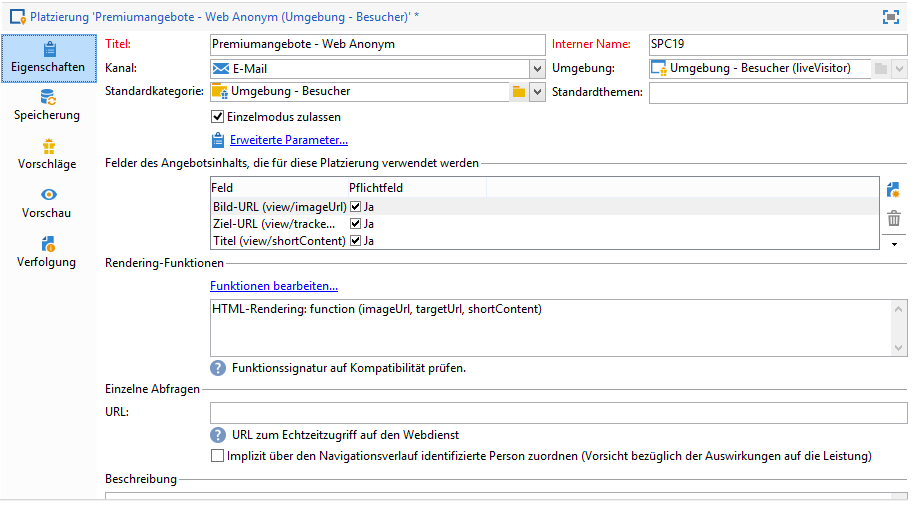 Platzierung 'Premiumangebote - Web Anonym (Umgebung - Besucher)' *
Eigenschaften
Speicherung
Vorschläge
Vorschau
Verfolgung
Titel: Premiumangebote - Web Anonym Interner Name: SPC19
Kanal: E-Mail Umgebung: Umgebung - Besucher (liveVisitor)
Standardkategorie: Umgebung - Besucher Standardthemen:
Einzelmodus zulassen
Erweiterte Parameter...
Felder des Angebotsinhalts, die für diese Platzierung verwendet werden
Feld Pflichtfeld
Bild-URL (view/imageUrl) Ja
Ziel-URL (view/tracke... Ja
Titel (view/shortContent) Ja
Rendering-Funktionen
Funktionen bearbeiten...
HTML-Rendering: function (imageUrl, targetUrl, shortContent)
? Funktionssignatur auf Kompatibilität prüfen.
Einzelne Abfragen
URL:
? URL zum Echtzeitzugriff auf den Webdienst
Implizit über den Navigationsverlauf identifizierte Person zuordnen (Vorsicht bezüglich der Auswirkungen auf die Leistung)
Beschreibung